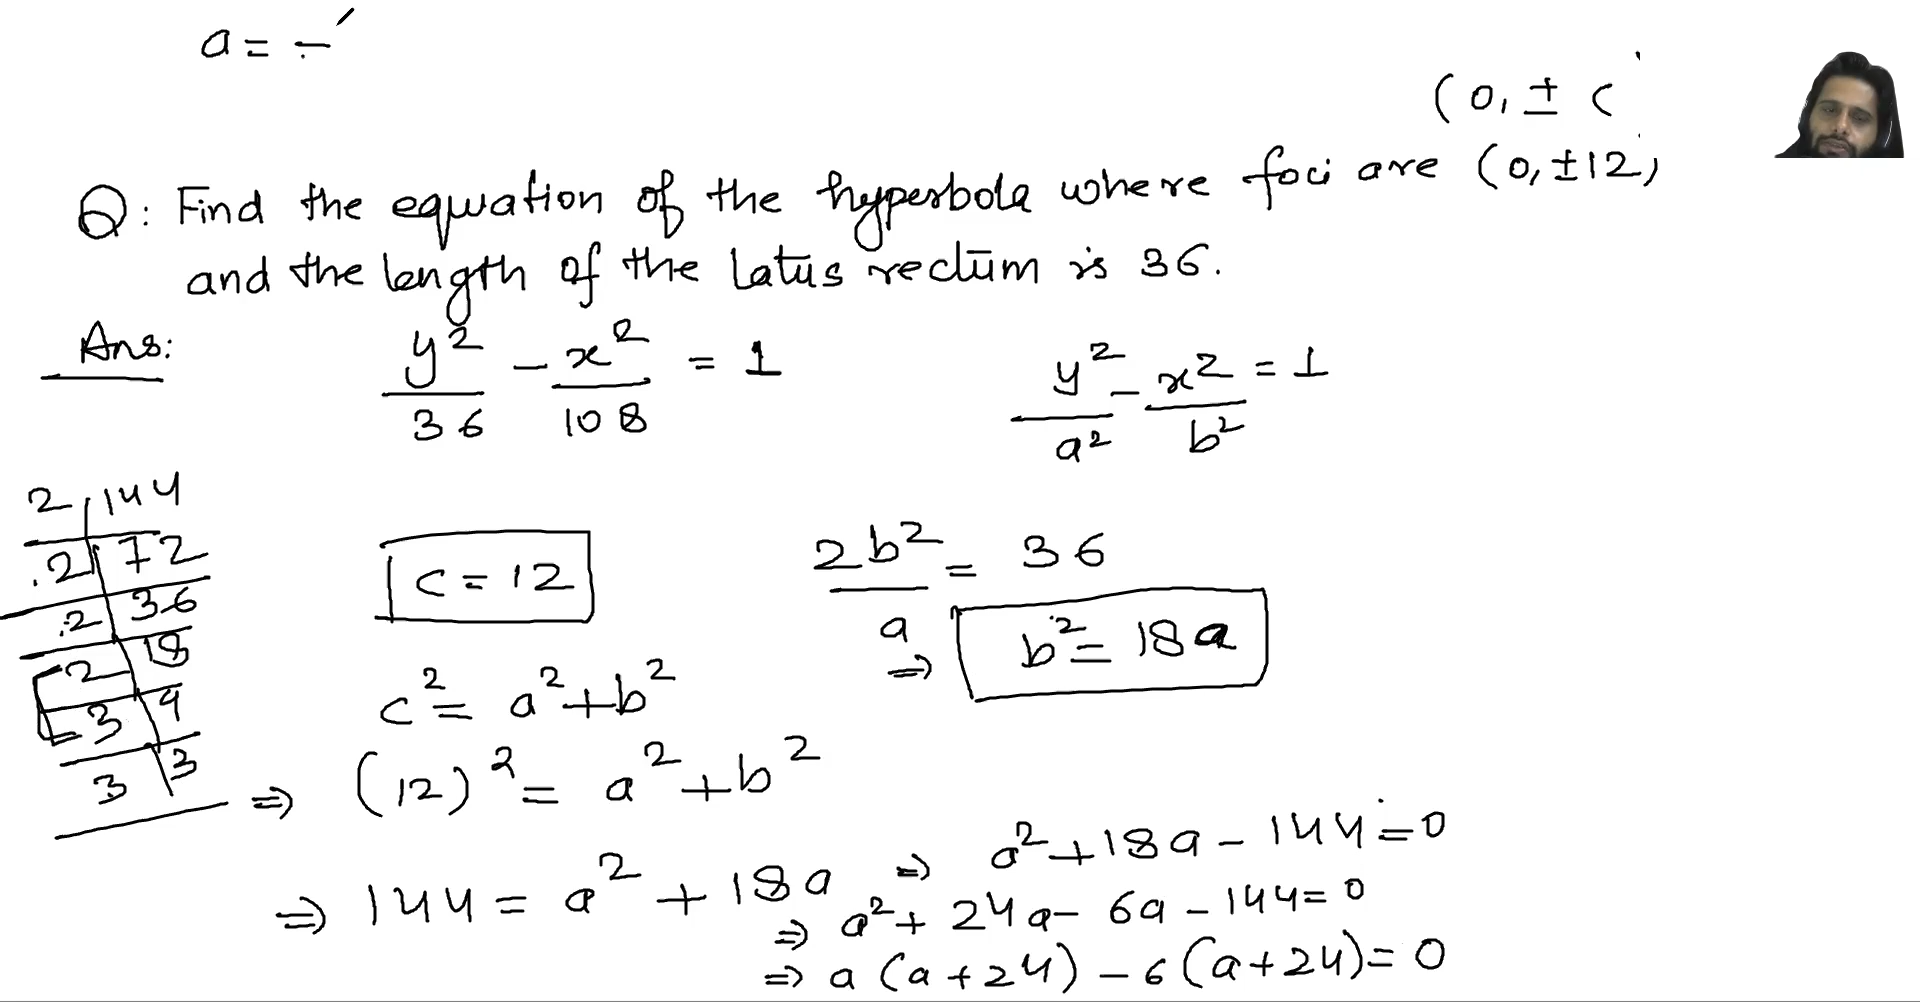 a = -
(0, ± c
Q: Find the equation of the hyperbola where foci are (0, ±12)
and the length of the Latus rectum is 36.
Ans:
y²/36 - x²/108 = 1
y²/a² - x²/b² = 1
2 | 144
2 | 72
2 | 36
2 | 18
3 | 9
3 | 3
c = 12
2b²/a = 36
⇒ b² = 18a
c² = a² + b²
⇒ (12)² = a² + b²
⇒ 144 = a² + 18a
⇒ a² + 18a - 144 = 0
⇒ a² + 24a - 6a - 144 = 0
⇒ a (a + 24) - 6 (a + 24) = 0